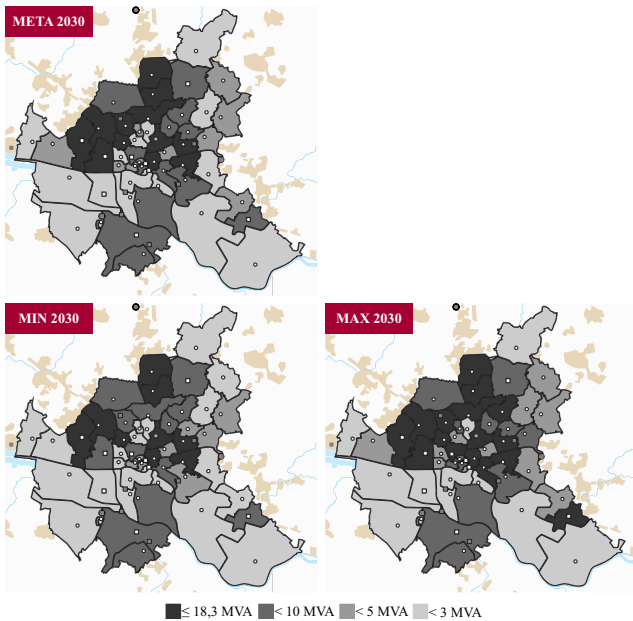 META 2030
MIN 2030
MAX 2030
≤ 18,3 MVA < 10 MVA < 5 MVA < 3 MVA